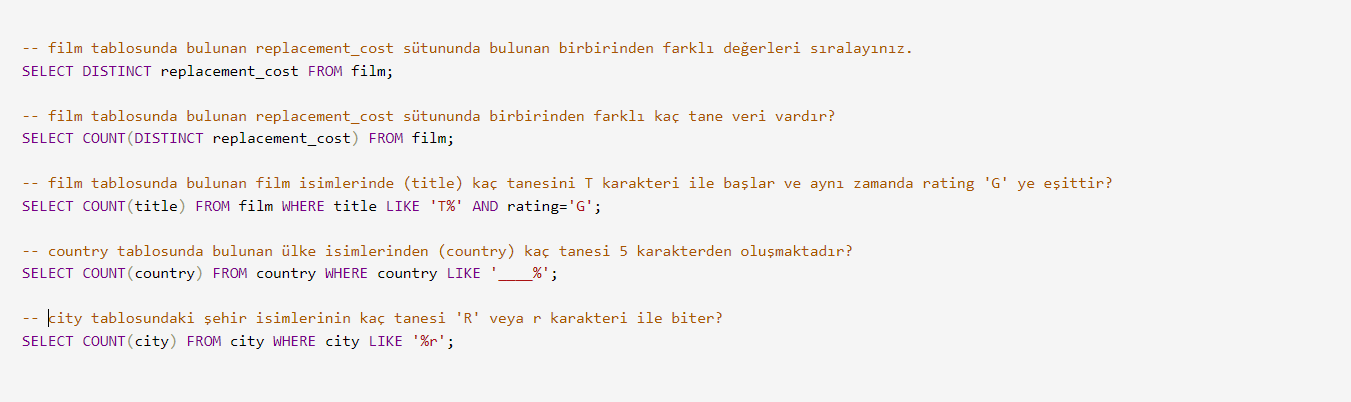 -- film tablosunda bulunan replacement_cost sütununda bulunan birbirinden farklı değerleri sıralayınız.
SELECT DISTINCT replacement_cost FROM film;
-- film tablosunda bulunan replacement_cost sütununda birbirinden farklı kaç tane veri vardır?
SELECT COUNT(DISTINCT replacement_cost) FROM film;
-- film tablosunda bulunan film isimlerinde (title) kaç tanesini T karakteri ile başlar ve aynı zamanda rating 'G' ye eşittir?
SELECT COUNT(title) FROM film WHERE title LIKE 'T%' AND rating='G';
-- country tablosunda bulunan ülke isimlerinden (country) kaç tanesi 5 karakterden oluşmaktadır?
SELECT COUNT(country) FROM country WHERE country LIKE '____%';
-- city tablosundaki şehir isimlerinin kaç tanesi 'R' veya r karakteri ile biter?
SELECT COUNT(city) FROM city WHERE city LIKE '%r';